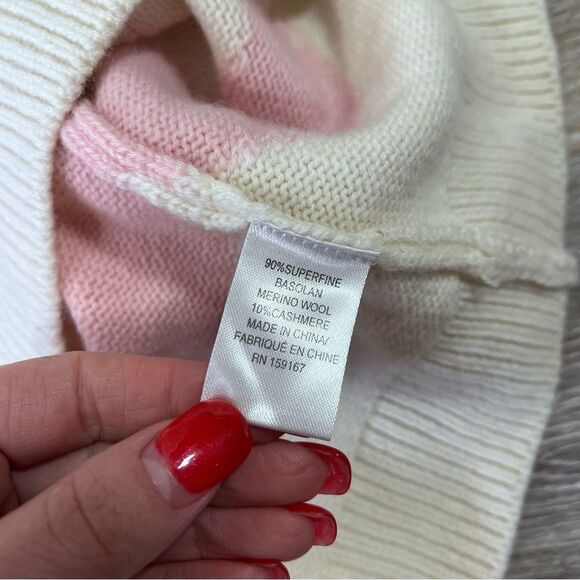 90%SUPERFINE
BASOLAN
MERINO WOOL
10%CASHMERE
MADE IN CHINA/
FABRIQUÉ EN CHINE
RN 159167